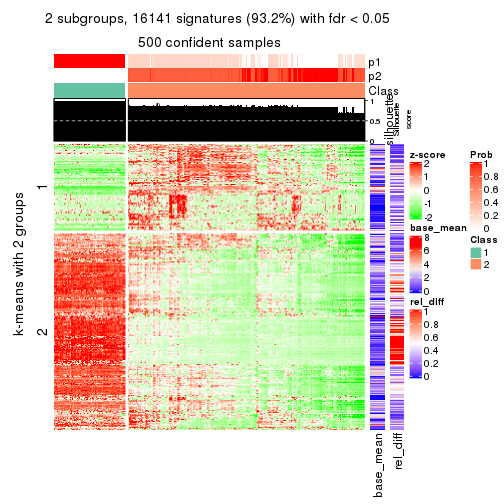 2 subgroups, 16141 signatures (93.2%) with fdr < 0.05
500 confident samples
p1
p2
Class
1
0.5
0
silhouette
Silhouette
score
k-means with 2 groups
1
2
base_mean
rel_diff
z-score
2
1
0
-1
-2
base_mean
8
6
4
2
0
rel_diff
1
0.8
0.6
0.4
0.2
0
Prob
1
0.8
0.6
0.4
0.2
0
Class
1
2